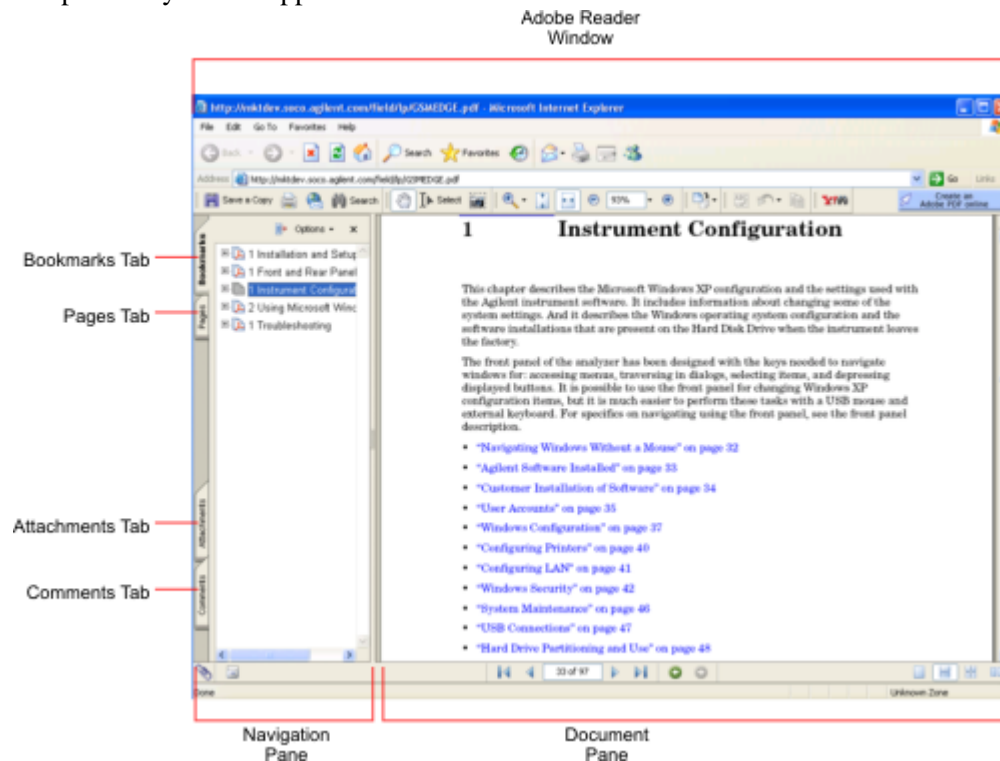 Adobe Reader
Window
http://mktdev.soco.agilent.com/field/lp/GSMEDGE.pdf - Microsoft Internet Explorer
File Edit Go To Favorites Help
Back Search Favorites
Address http://mktdev.soco.agilent.com/field/lp/GSMEDGE.pdf Go Links
Save a Copy Search Select 93% Create an
Adobe PDF online
Options x
Bookmarks
Pages
Attachments
Comments
1 Installation and Setup
1 Front and Rear Panel
1 Instrument Configurat
2 Using Microsoft Winc
1 Troubleshooting
Bookmarks Tab
Pages Tab
Attachments Tab
Comments Tab
1 Instrument Configuration
This chapter describes the Microsoft Windows XP configuration and the settings used with
the Agilent instrument software. It includes information about changing some of the
system settings. And it describes the Windows operating system configuration and the
software installations that are present on the Hard Disk Drive when the instrument leaves
the factory.
The front panel of the analyzer has been designed with the keys needed to navigate
windows for: accessing menus, traversing in dialogs, selecting items, and depressing
displayed buttons. It is possible to use the front panel for changing Windows XP
configuration items, but it is much easier to perform these tasks with a USB mouse and
external keyboard. For specifics on navigating using the front panel, see the front panel
description.
• "Navigating Windows Without a Mouse" on page 32
• "Agilent Software Installed" on page 33
• "Customer Installation of Software" on page 34
• "User Accounts" on page 35
• "Windows Configuration" on page 37
• "Configuring Printers" on page 40
• "Configuring LAN" on page 41
• "Windows Security" on page 42
• "System Maintenance" on page 46
• "USB Connections" on page 47
• "Hard Drive Partitioning and Use" on page 48
33 of 97
Done Unknown Zone
Navigation
Pane
Document
Pane